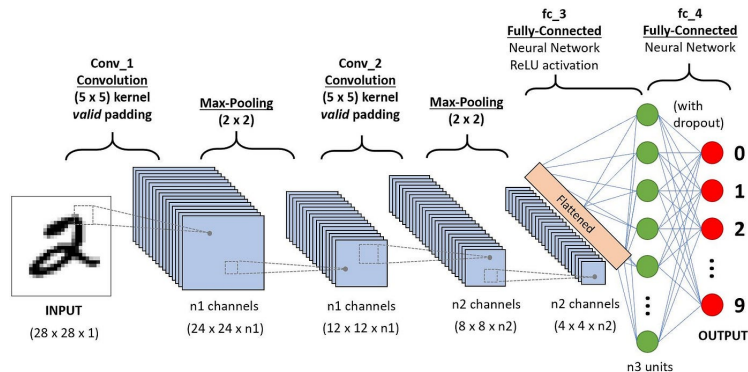 Conv_1
Convolution
(5 x 5) kernel
valid padding
Max-Pooling
(2 x 2)
Conv_2
Convolution
(5 x 5) kernel
valid padding
Max-Pooling
(2 x 2)
fc_3
Fully-Connected
Neural Network
ReLU activation
fc_4
Fully-Connected
Neural Network
(with
dropout)
2
Flattened
0
1
2
9
INPUT
(28 x 28 x 1)
n1 channels
(24 x 24 x n1)
n1 channels
(12 x 12 x n1)
n2 channels
(8 x 8 x n2)
n2 channels
(4 x 4 x n2)
n3 units
OUTPUT